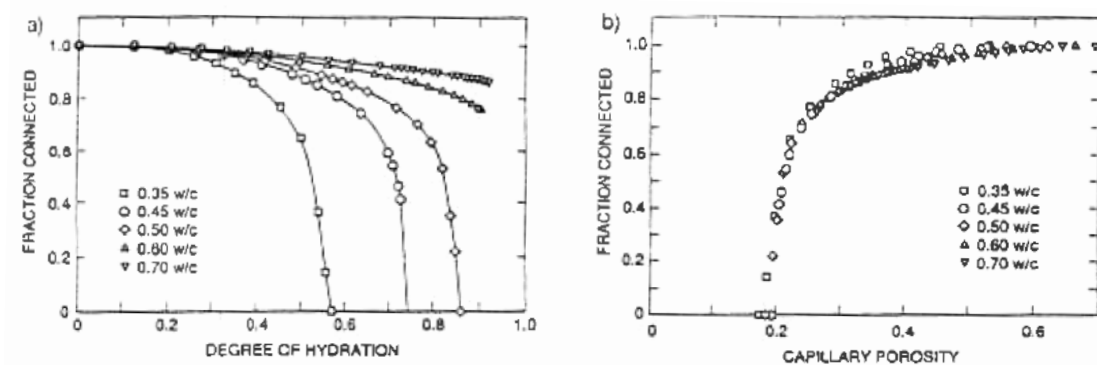 a)
FRACTION CONNECTED
1.0
0.8
0.6
0.4
0.2
0
0.35 w/c
0.45 w/c
0.50 w/c
0.60 w/c
0.70 w/c
0 0.2 0.4 0.6 0.8 1.0
DEGREE OF HYDRATION
b)
FRACTION CONNECTED
1.0
0.8
0.6
0.4
0.2
0
0.35 w/c
0.45 w/c
0.50 w/c
0.60 w/c
0.70 w/c
0 0.2 0.4 0.6
CAPILLARY POROSITY